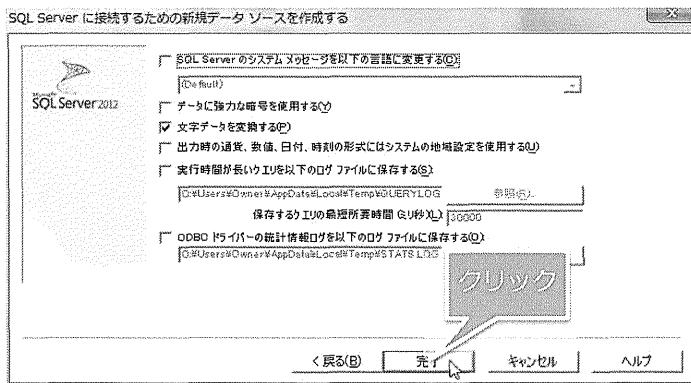 SQL Server に接続するための新規データ ソースを作成する
Microsoft
SQL Server 2012
SQL Server のシステム メッセージを以下の言語に変更する(C):
(Default)
データに強力な暗号を使用する(Y)
文字データを変換する(P)
出力時の通貨、数値、日付、時刻の形式にはシステムの地域設定を使用する(U)
実行時間が長いクエリを以下のログ ファイルに保存する(S):
C:¥Users¥Owner¥AppData¥Local¥Temp¥QUERY.LOG
参照(R)...
保存するクエリの最短所要時間 (ミリ秒)(L):
30000
ODBC ドライバーの統計情報ログを以下のログ ファイルに保存する(O):
C:¥Users¥Owner¥AppData¥Local¥Temp¥STATS.LOG
クリック
< 戻る(B)
完了
キャンセル
ヘルプ